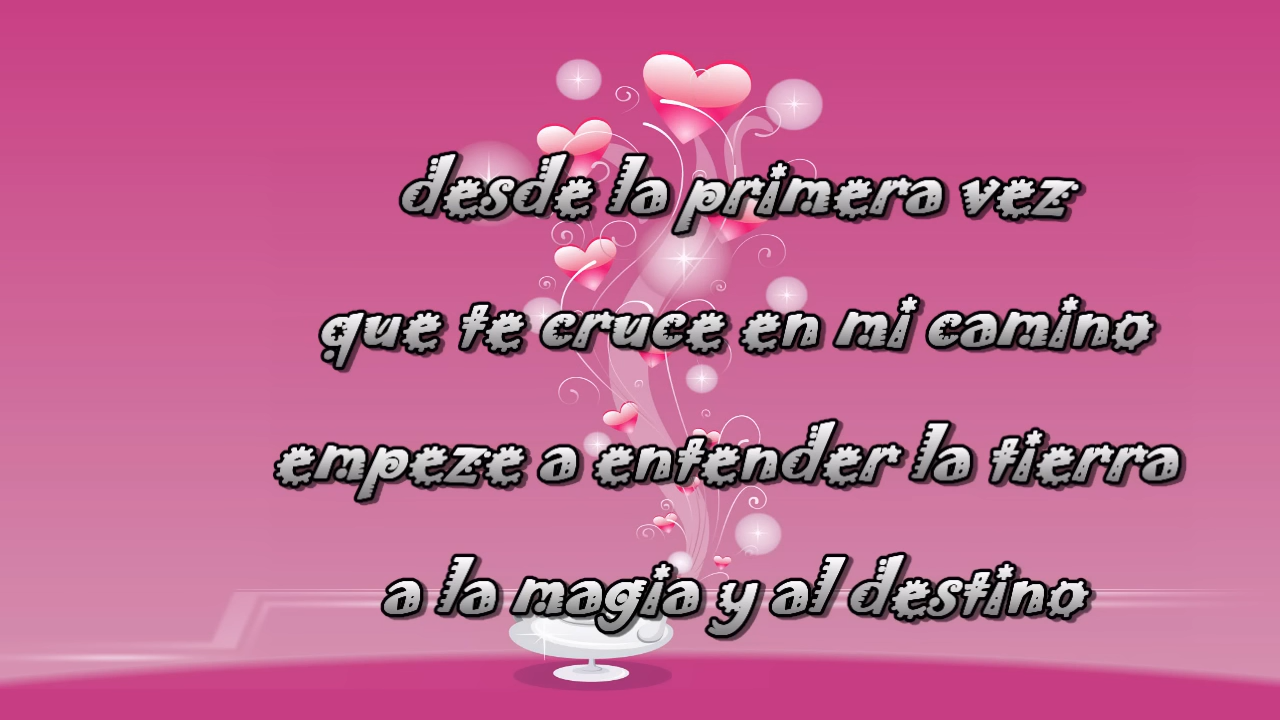 desde la primera vez
que te cruce en mi camino
empeze a entender la tierra
a la magia y al destino